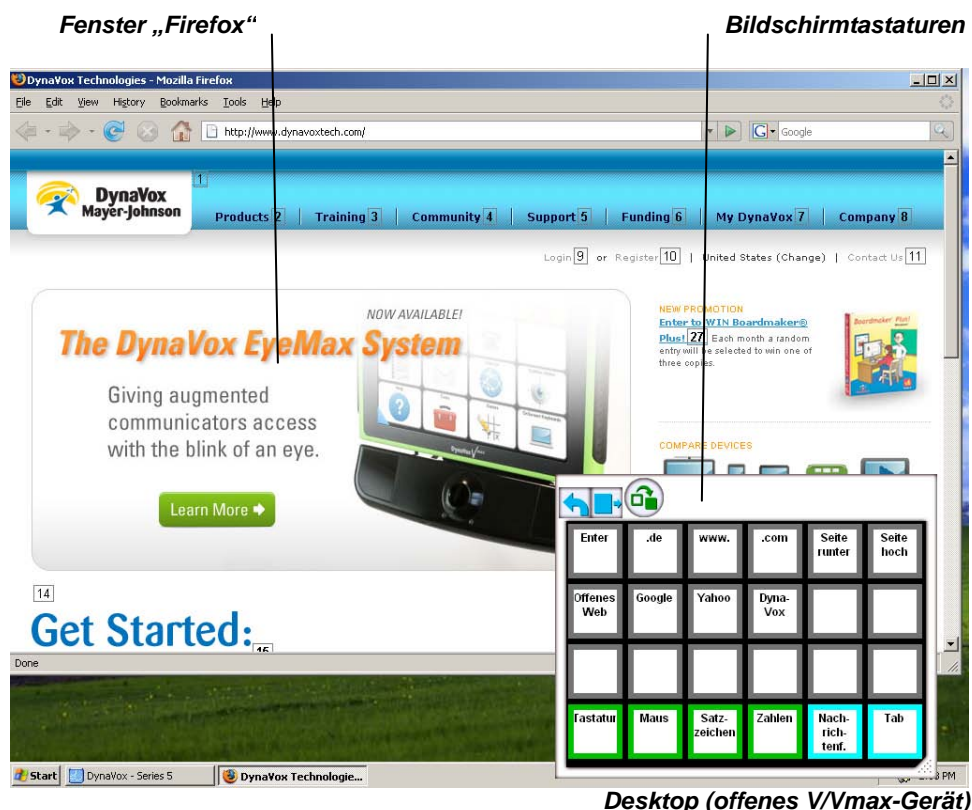 Fenster „Firefox“
Bildschirmtastaturen
DynaVox Technologies - Mozilla Firefox
File Edit View History Bookmarks Tools Help
http://www.dynavoxtech.com/
G Google
DynaVox
Mayer-Johnson
1
Products 2 | Training 3 | Community 4 | Support 5 | Funding 6 | My DynaVox 7 | Company 8
Login 9 or Register 10 | United States (Change) | Contact Us 11
NOW AVAILABLE!
The DynaVox EyeMax System
Giving augmented
communicators access
with the blink of an eye.
Learn More
DynaVox
NEW PROMOTION
Enter to WIN Boardmaker®
Plus! 27 Each month a random
entry will be selected to win one of
three copies.
Boardmaker Plus!
COMPARE DEVICES
14
Get Started:
Done
Enter .de www. .com Seite runter Seite hoch
Offenes Web Google Yahoo Dyna-Vox
Tastatur Maus Satz-zeichen Zahlen Nach-rich-tenf. Tab
Start DynaVox - Series 5 DynaVox Technologie...
PM
Desktop (offenes V/Vmax-Gerät)